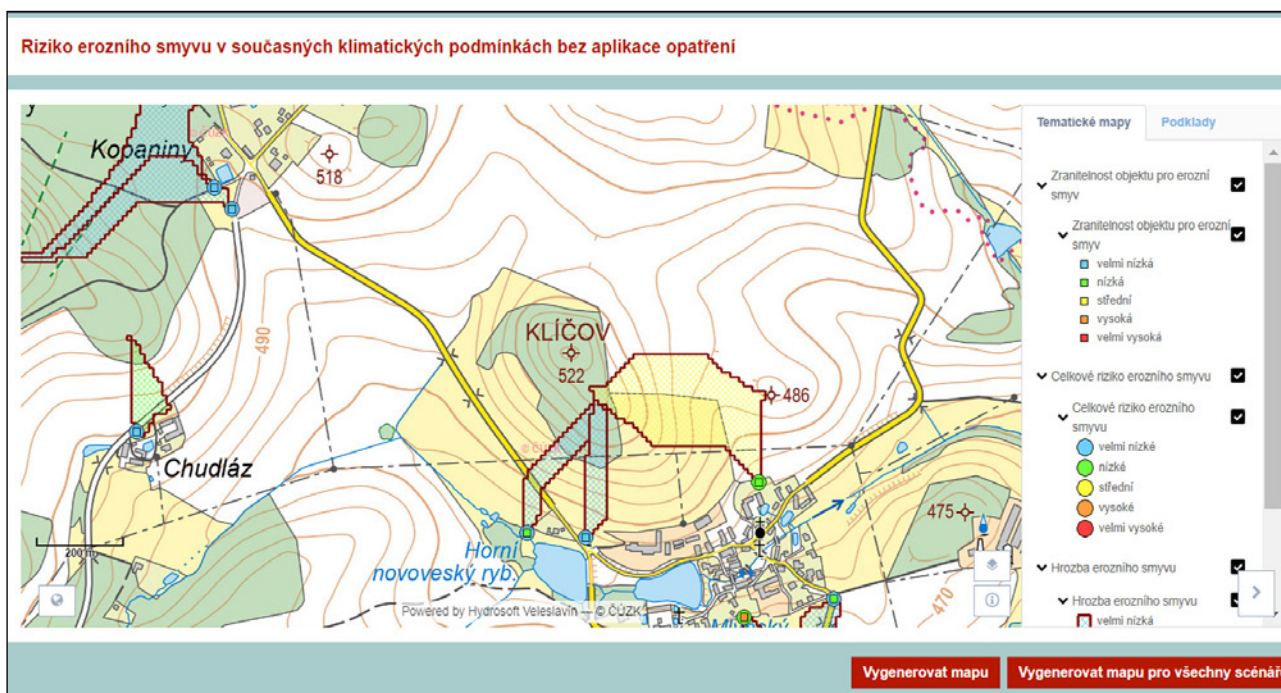 Riziko erozního smyvu v současných klimatických podmínkách bez aplikace opatření
Kopaniny
© ČÚZK
518
490
KLÍČOV
522
486
© ČÚZK
Chudláz
475
200 m
Horní
novoveský ryb.
470
Powered by Hydrosoft Veleslavín — © ČÚZK
Mlýnský
Tematické mapy
Podklady
Zranitelnost objektu pro erozní
smyv
Zranitelnost objektu pro erozní
smyv
velmi nízká
nízká
střední
vysoká
velmi vysoká
Celkové riziko erozního smyvu
Celkové riziko erozního
smyvu
velmi nízké
nízké
střední
vysoké
velmi vysoké
Hrozba erozního smyvu
Hrozba erozního smyvu
velmi nízká
Vygenerovat mapu
Vygenerovat mapu pro všechny scénář